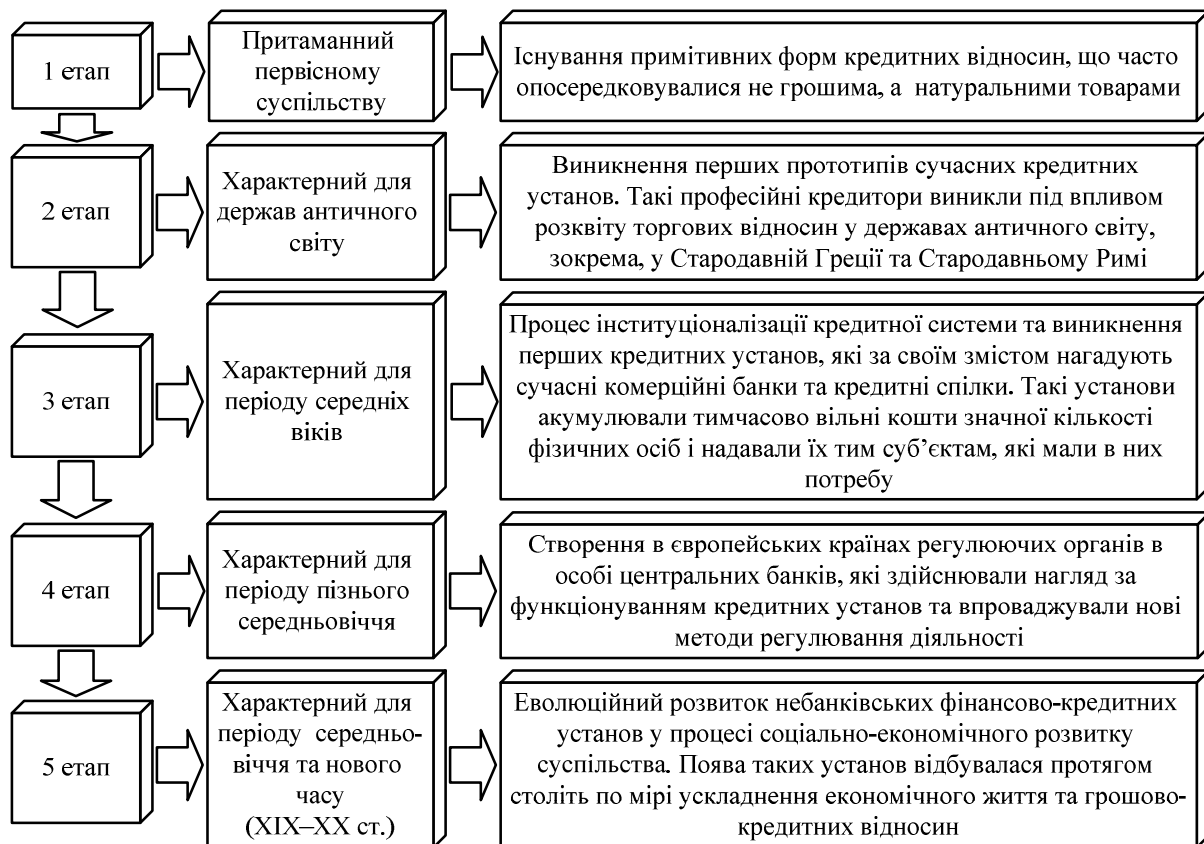 1 етап
Притаманний
первісному
суспільству
Існування примітивних форм кредитних відносин, що часто
опосередковувалися не грошима, а натуральними товарами
2 етап
Характерний для
держав античного
світу
Виникнення перших прототипів сучасних кредитних
установ. Такі професійні кредитори виникли під впливом
розквіту торгових відносин у державах античного світу,
зокрема, у Стародавній Греції та Стародавньому Римі
3 етап
Характерний для
періоду середніх
віків
Процес інституціоналізації кредитної системи та виникнення
перших кредитних установ, які за своїм змістом нагадують
сучасні комерційні банки та кредитні спілки. Такі установи
акумулювали тимчасово вільні кошти значної кількості
фізичних осіб і надавали їх тим суб’єктам, які мали в них
потребу
4 етап
Характерний для
періоду пізнього
середньовіччя
Створення в європейських країнах регулюючих органів в
особі центральних банків, які здійснювали нагляд за
функціонуванням кредитних установ та впроваджували нові
методи регулювання діяльності
5 етап
Характерний для
періоду середньо-
віччя та нового
часу
(XIX–XX ст.)
Еволюційний розвиток небанківських фінансово-кредитних
установ у процесі соціально-економічного розвитку
суспільства. Поява таких установ відбувалася протягом
століть по мірі ускладнення економічного життя та грошово-
кредитних відносин